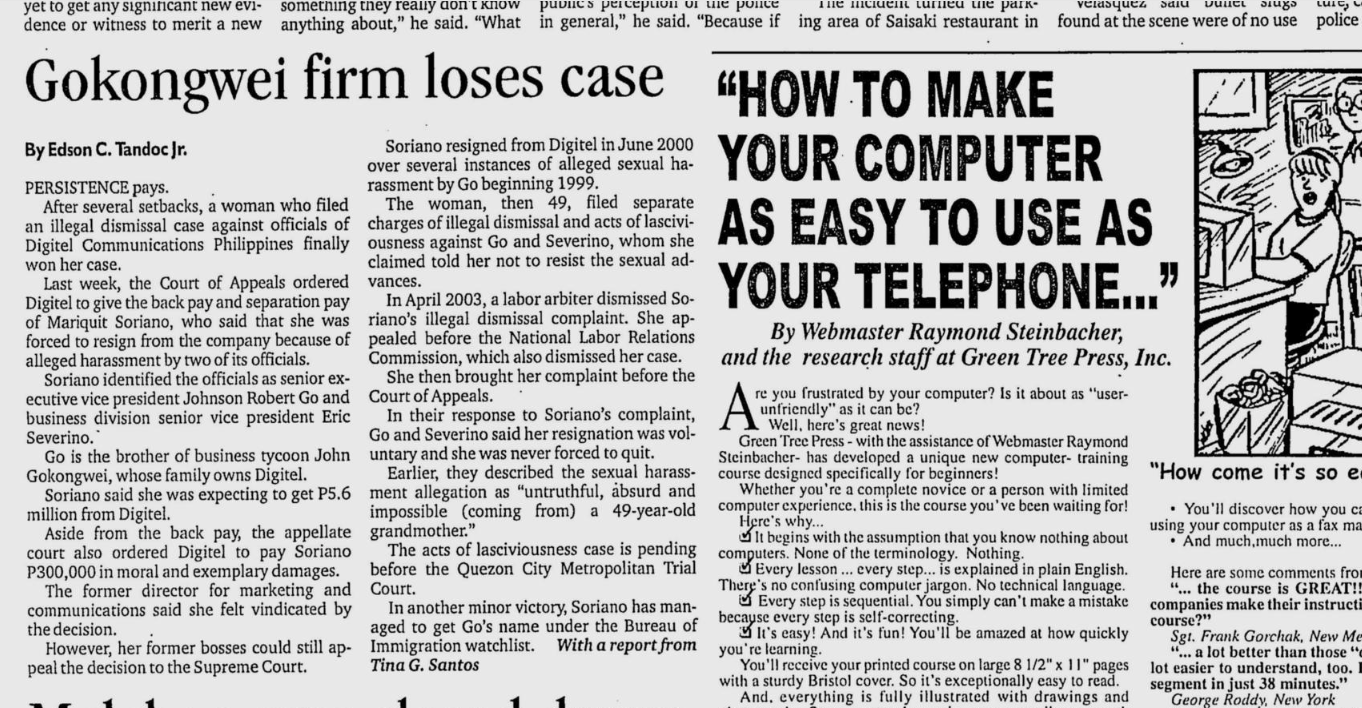 yet to get any significant new evi-
dence or witness to merit a new
something they really don't know
anything about," he said. "What
public's perception of the police
in general," he said. "Because if
The incident turned the park-
ing area of Saisaki restaurant in
Velasquez said bullet slugs
found at the scene were of no use
police
Gokongwei firm loses case
By Edson C. Tandoc Jr.
PERSISTENCE pays.
After several setbacks, a woman who filed
an illegal dismissal case against officials of
Digitel Communications Philippines finally
won her case.
Last week, the Court of Appeals ordered
Digitel to give the back pay and separation pay
of Mariquit Soriano, who said that she was
forced to resign from the company because of
alleged harassment by two of its officials.
Soriano identified the officials as senior ex-
ecutive vice president Johnson Robert Go and
business division senior vice president Eric
Severino.
Go is the brother of business tycoon John
Gokongwei, whose family owns Digitel.
Soriano said she was expecting to get P5.6
million from Digitel.
Aside from the back pay, the appellate
court also ordered Digitel to pay Soriano
P300,000 in moral and exemplary damages.
The former director for marketing and
communications said she felt vindicated by
the decision.
However, her former bosses could still ap-
peal the decision to the Supreme Court.
Soriano resigned from Digitel in June 2000
over several instances of alleged sexual ha-
rassment by Go beginning 1999.
The woman, then 49, filed separate
charges of illegal dismissal and acts of lascivi-
ousness against Go and Severino, whom she
claimed told her not to resist the sexual ad-
vances.
In April 2003, a labor arbiter dismissed So-
riano's illegal dismissal complaint. She ap-
pealed before the National Labor Relations
Commission, which also dismissed her case.
She then brought her complaint before the
Court of Appeals.
In their response to Soriano's complaint,
Go and Severino said her resignation was vol-
untary and she was never forced to quit.
Earlier, they described the sexual harass-
ment allegation as "untruthful, absurd and
impossible (coming from) a 49-year-old
grandmother."
The acts of lasciviousness case is pending
before the Quezon City Metropolitan Trial
Court.
In another minor victory, Soriano has man-
aged to get Go's name under the Bureau of
Immigration watchlist. With a report from
Tina G. Santos
"HOW TO MAKE
YOUR COMPUTER
AS EASY TO USE AS
YOUR TELEPHONE..."
By Webmaster Raymond Steinbacher,
and the research staff at Green Tree Press, Inc.
Are you frustrated by your computer? Is it about as "user-
unfriendly" as it can be?
Well, here's great news!
Green Tree Press - with the assistance of Webmaster Raymond
Steinbacher- has developed a unique new computer- training
course designed specifically for beginners!
Whether you're a complete novice or a person with limited
computer experience, this is the course you've been waiting for!
Here's why...
☑ It begins with the assumption that you know nothing about
computers. None of the terminology. Nothing.
☑ Every lesson ... every step... is explained in plain English.
There's no confusing computer jargon. No technical language.
☑ Every step is sequential. You simply can't make a mistake
because every step is self-correcting.
☑ It's easy! And it's fun! You'll be amazed at how quickly
you're learning.
You'll receive your printed course on large 8 1/2" x 11" pages
with a sturdy Bristol cover. So it's exceptionally easy to read.
And, everything is fully illustrated with drawings and
"How come it's so
• You'll discover how you
using your computer as a fax
• And much,much more...
Here are some comments
"... the course is GREAT!!
companies make their
course?"
Sgt. Frank Gorchak, New
"... a lot better than those
lot easier to understand, too.
segment in just 38 minutes."
George Roddy, New York